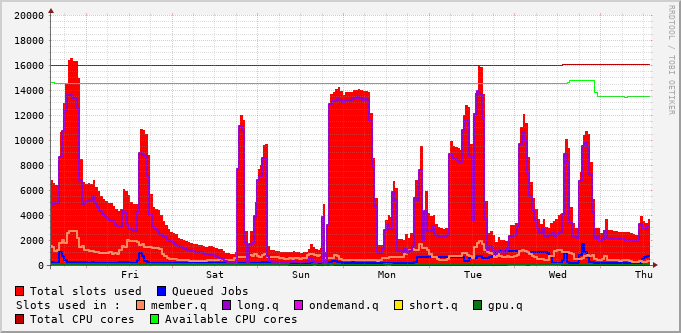 RRDTOOL / TOBI OETIKER
20000
18000
16000
14000
12000
10000
8000
6000
4000
2000
0
Fri Sat Sun Mon Tue Wed Thu
Total slots used Queued Jobs
Slots used in : member.q long.q ondemand.q short.q gpu.q
Total CPU cores Available CPU cores